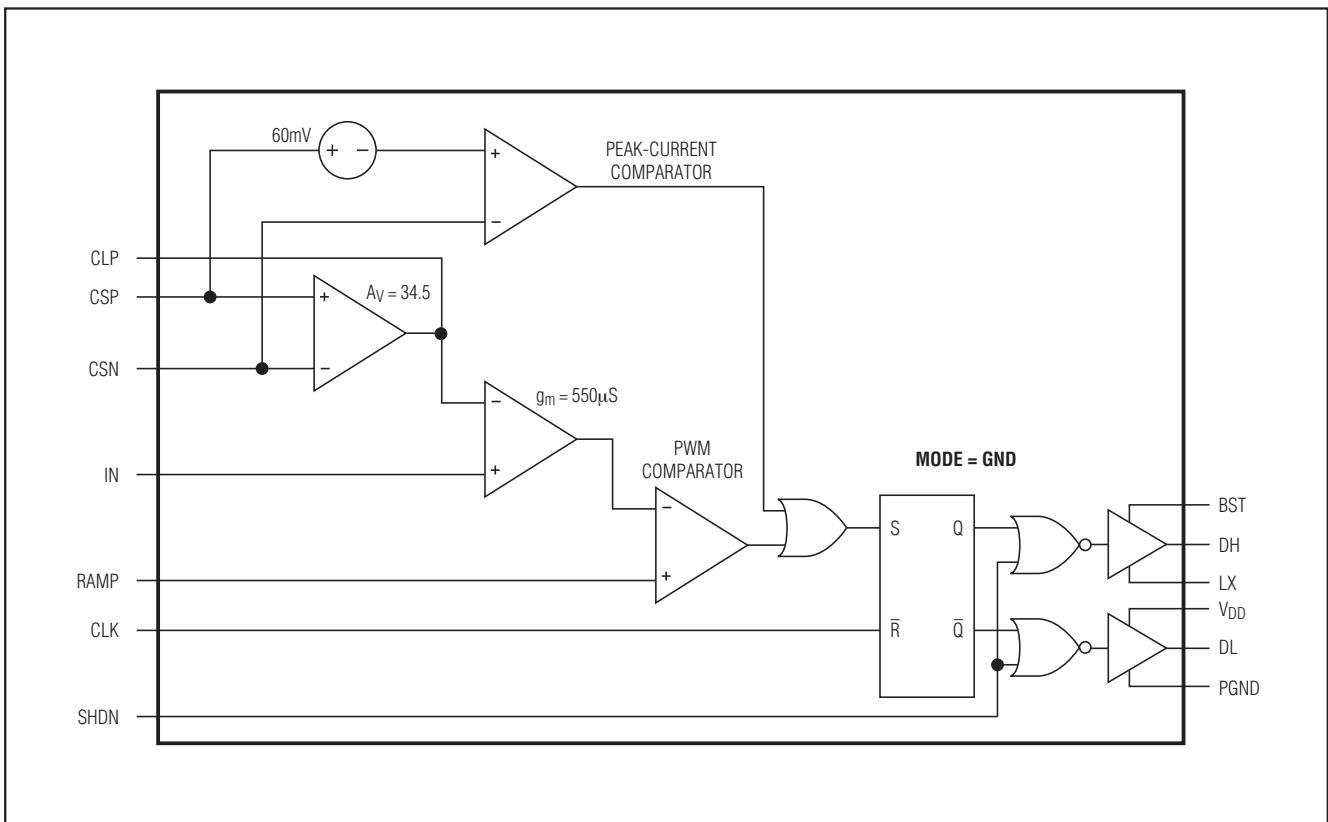 60mV
+ −
+
−
PEAK-CURRENT
COMPARATOR
CLP
CSP
CSN
+
−
AV = 34.5
−
+
gm = 550μS
IN
PWM
COMPARATOR
−
+
RAMP
CLK
SHDN
MODE = GND
S Q
R̅ Q̅
BST
DH
LX
VDD
DL
PGND